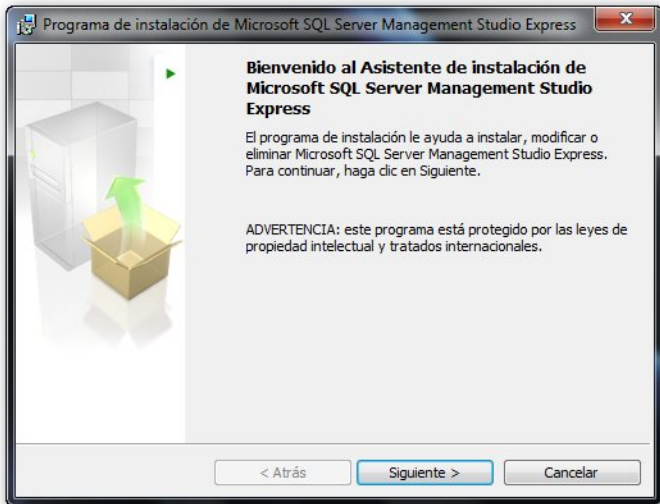 Programa de instalación de Microsoft SQL Server Management Studio Express
Bienvenido al Asistente de instalación de
Microsoft SQL Server Management Studio
Express
El programa de instalación le ayuda a instalar, modificar o
eliminar Microsoft SQL Server Management Studio Express.
Para continuar, haga clic en Siguiente.
ADVERTENCIA: este programa está protegido por las leyes de
propiedad intelectual y tratados internacionales.
< Atrás
Siguiente >
Cancelar